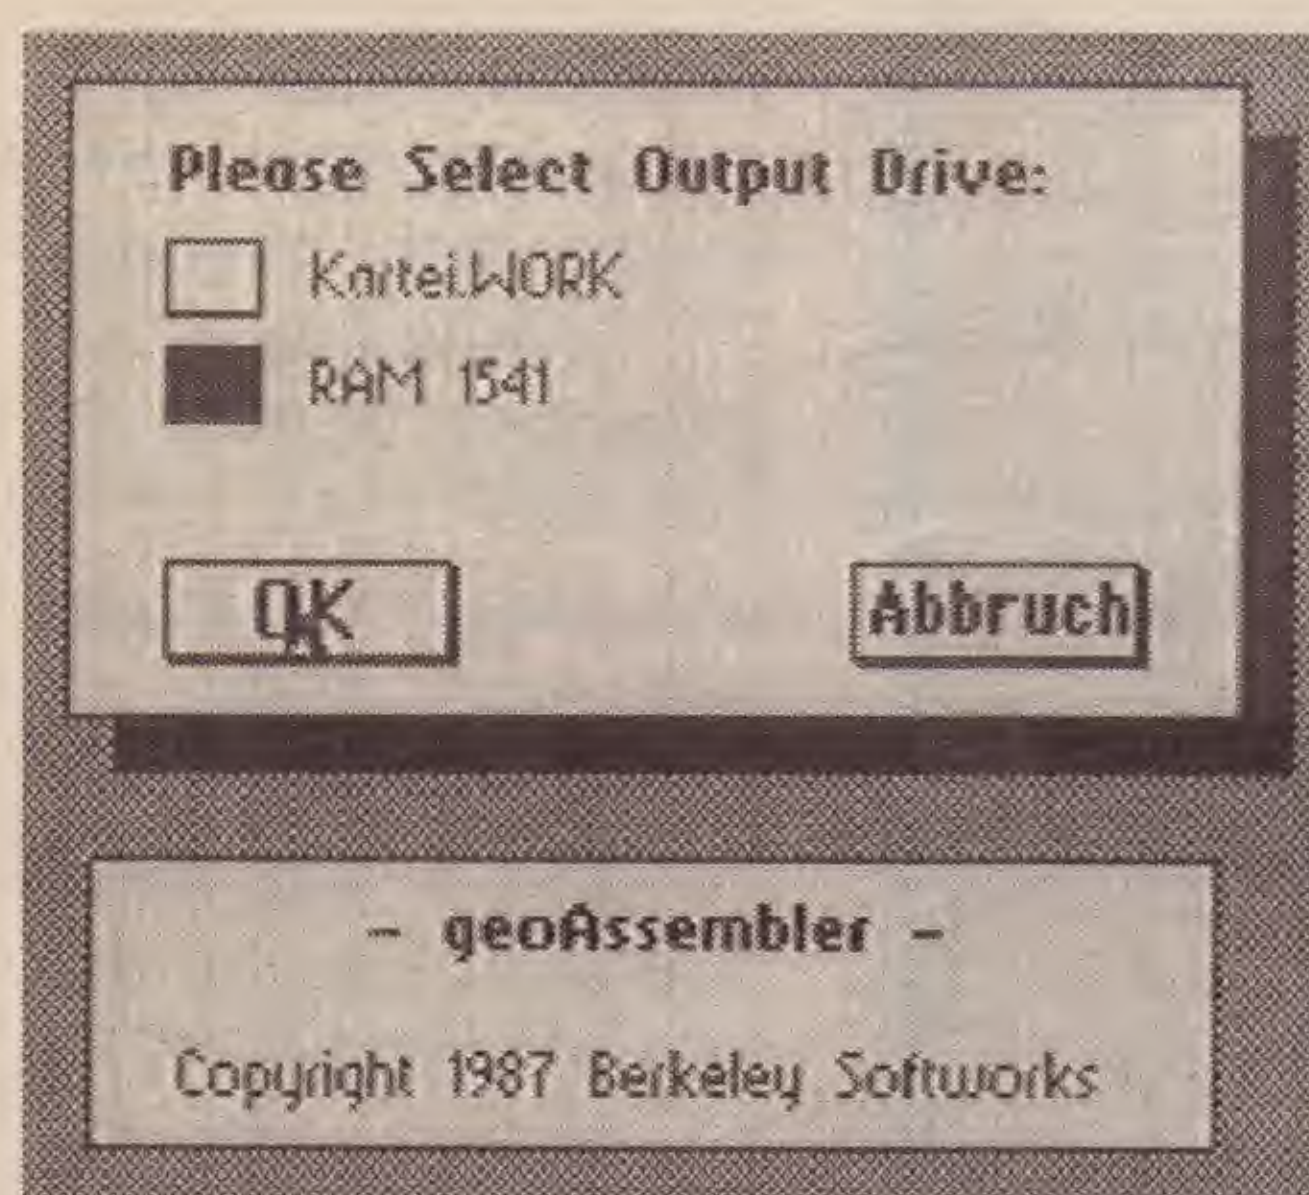 Please Select Output Drive:
Kartei.WORK
RAM 1541
OK
Abbruch
- geoAssembler -
Copyright 1987 Berkeley Softworks